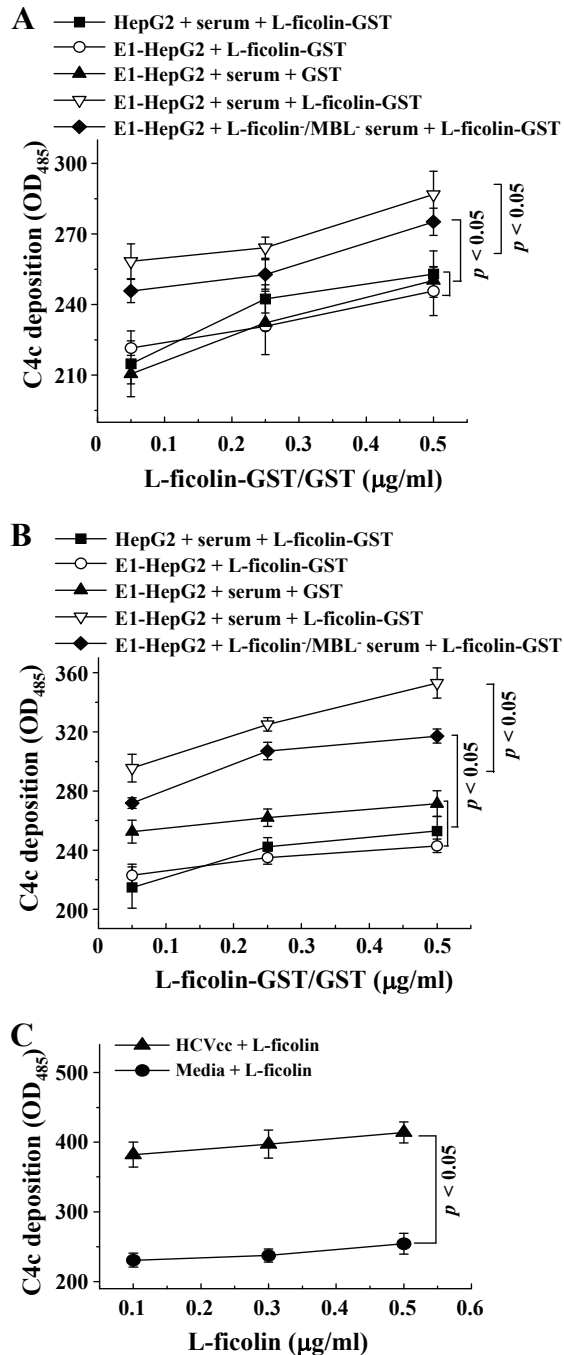 A
HepG2 + serum + L-ficolin-GST
E1-HepG2 + L-ficolin-GST
E1-HepG2 + serum + GST
E1-HepG2 + serum + L-ficolin-GST
E1-HepG2 + L-ficolin⁻/MBL⁻ serum + L-ficolin-GST
C4c deposition (OD₄₈₅)
300
270
240
210
p < 0.05
p < 0.05
0 0.1 0.2 0.3 0.4 0.5
L-ficolin-GST/GST (μg/ml)
B
HepG2 + serum + L-ficolin-GST
E1-HepG2 + L-ficolin-GST
E1-HepG2 + serum + GST
E1-HepG2 + serum + L-ficolin-GST
E1-HepG2 + L-ficolin⁻/MBL⁻ serum + L-ficolin-GST
C4c deposition (OD₄₈₅)
360
320
280
240
200
p < 0.05
p < 0.05
0 0.1 0.2 0.3 0.4 0.5
L-ficolin-GST/GST (μg/ml)
C
HCVcc + L-ficolin
Media + L-ficolin
C4c deposition (OD₄₈₅)
500
400
300
200
p < 0.05
0.1 0.2 0.3 0.4 0.5 0.6
L-ficolin (μg/ml)